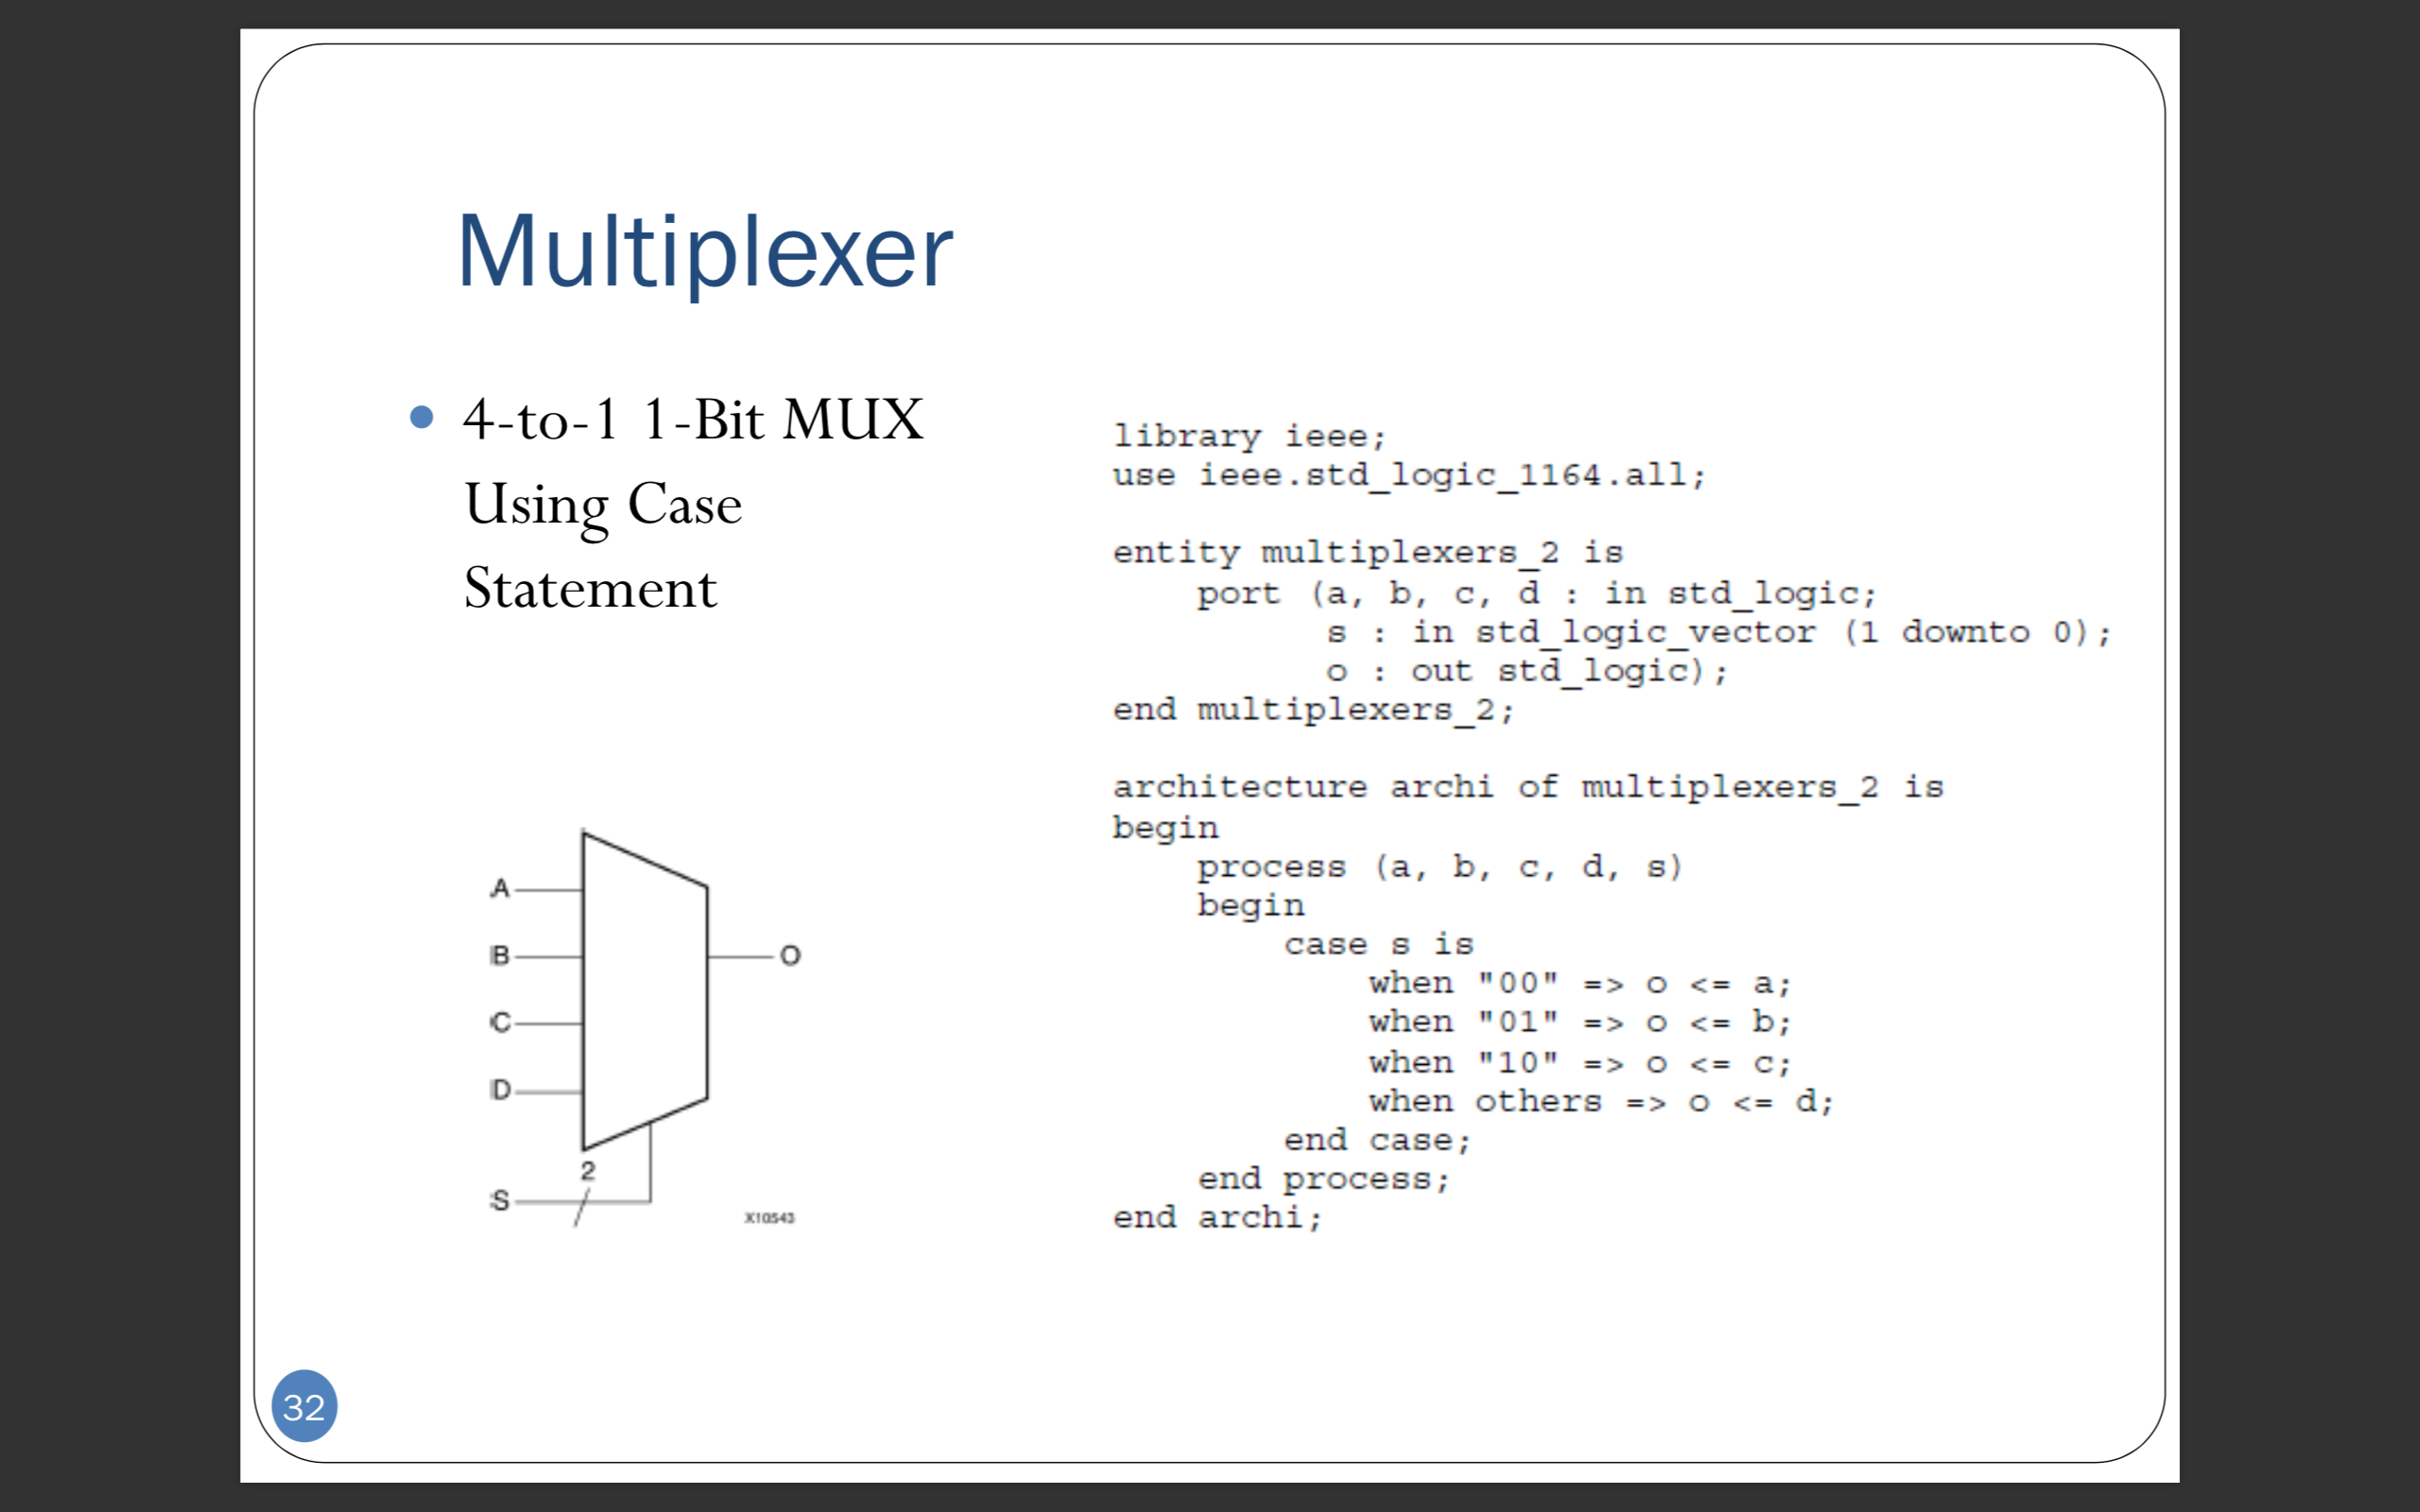 Multiplexer
4-to-1 1-Bit MUX
Using Case
Statement
library ieee;
use ieee.std_logic_1164.all;
entity multiplexers_2 is
port (a, b, c, d : in std_logic;
s : in std_logic_vector (1 downto 0);
o : out std_logic);
end multiplexers_2;
architecture archi of multiplexers_2 is
begin
process (a, b, c, d, s)
begin
case s is
when "00" => o <= a;
when "01" => o <= b;
when "10" => o <= c;
when others => o <= d;
end case;
end process;
end archi;
A
B
O
C
D
2
S
X10543
32